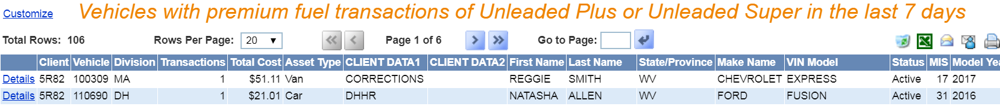 Customize
Vehicles with premium fuel transactions of Unleaded Plus or Unleaded Super in the last 7 days
Total Rows: 106 Rows Per Page: 20 Page 1 of 6 Go to Page:
Client Vehicle Division Transactions Total Cost Asset Type CLIENT DATA1 CLIENT DATA2 First Name Last Name State/Province Make Name VIN Model Status MIS Model Yea
Details 5R82 100309 MA 1 $51.11 Van CORRECTIONS REGGIE SMITH WV CHEVROLET EXPRESS Active 17 2017
Details 5R82 110690 DH 1 $21.01 Car DHHR NATASHA ALLEN WV FORD FUSION Active 31 2016